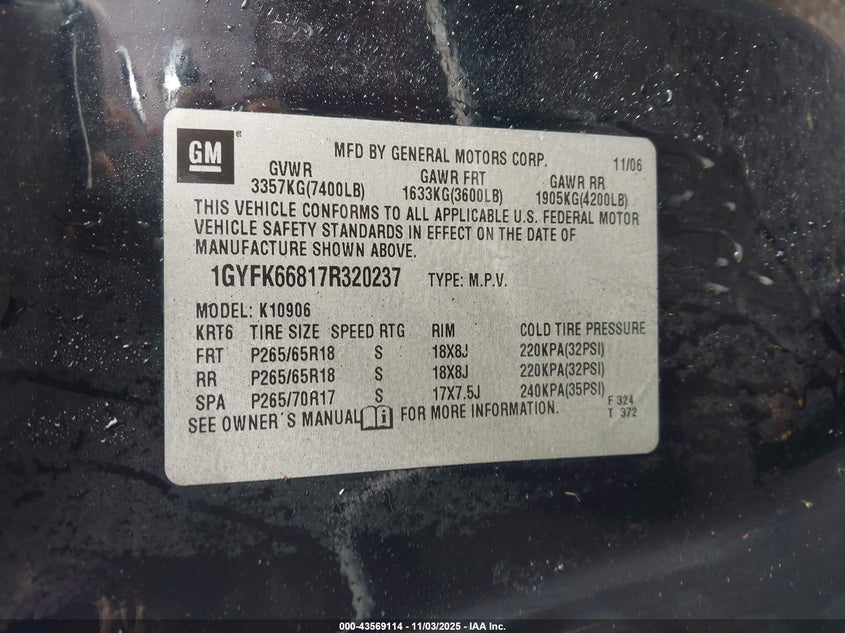 GM
MFD BY GENERAL MOTORS CORP. 11/06
GVWR GAWR FRT GAWR RR
3357KG(7400LB) 1633KG(3600LB) 1905KG(4200LB)
THIS VEHICLE CONFORMS TO ALL APPLICABLE U.S. FEDERAL MOTOR
VEHICLE SAFETY STANDARDS IN EFFECT ON THE DATE OF
MANUFACTURE SHOWN ABOVE.
1GYFK66817R320237 TYPE: M.P.V.
MODEL: K10906
KRT6 TIRE SIZE SPEED RTG RIM COLD TIRE PRESSURE
FRT P265/65R18 S 18X8J 220KPA(32PSI)
RR P265/65R18 S 18X8J 220KPA(32PSI)
SPA P265/70R17 S 17X7.5J 240KPA(35PSI)
SEE OWNER'S MANUAL FOR MORE INFORMATION.
F 324
T 372
000-43569114 - 11/03/2025 - IAA Inc.